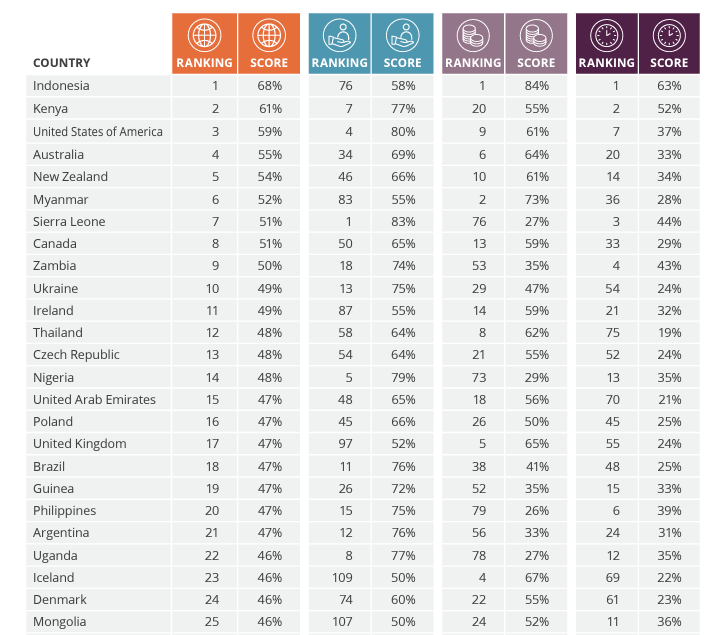 COUNTRY RANKING SCORE RANKING SCORE RANKING SCORE RANKING SCORE
Indonesia 1 68% 76 58% 1 84% 1 63%
Kenya 2 61% 7 77% 20 55% 2 52%
United States of America 3 59% 4 80% 9 61% 7 37%
Australia 4 55% 34 69% 6 64% 20 33%
New Zealand 5 54% 46 66% 10 61% 14 34%
Myanmar 6 52% 83 55% 2 73% 36 28%
Sierra Leone 7 51% 1 83% 76 27% 3 44%
Canada 8 51% 50 65% 13 59% 33 29%
Zambia 9 50% 18 74% 53 35% 4 43%
Ukraine 10 49% 13 75% 29 47% 54 24%
Ireland 11 49% 87 55% 14 59% 21 32%
Thailand 12 48% 58 64% 8 62% 75 19%
Czech Republic 13 48% 54 64% 21 55% 52 24%
Nigeria 14 48% 5 79% 73 29% 13 35%
United Arab Emirates 15 47% 48 65% 18 56% 70 21%
Poland 16 47% 45 66% 26 50% 45 25%
United Kingdom 17 47% 97 52% 5 65% 55 24%
Brazil 18 47% 11 76% 38 41% 48 25%
Guinea 19 47% 26 72% 52 35% 15 33%
Philippines 20 47% 15 75% 79 26% 6 39%
Argentina 21 47% 12 76% 56 33% 24 31%
Uganda 22 46% 8 77% 78 27% 12 35%
Iceland 23 46% 109 50% 4 67% 69 22%
Denmark 24 46% 74 60% 22 55% 61 23%
Mongolia 25 46% 107 50% 24 52% 11 36%